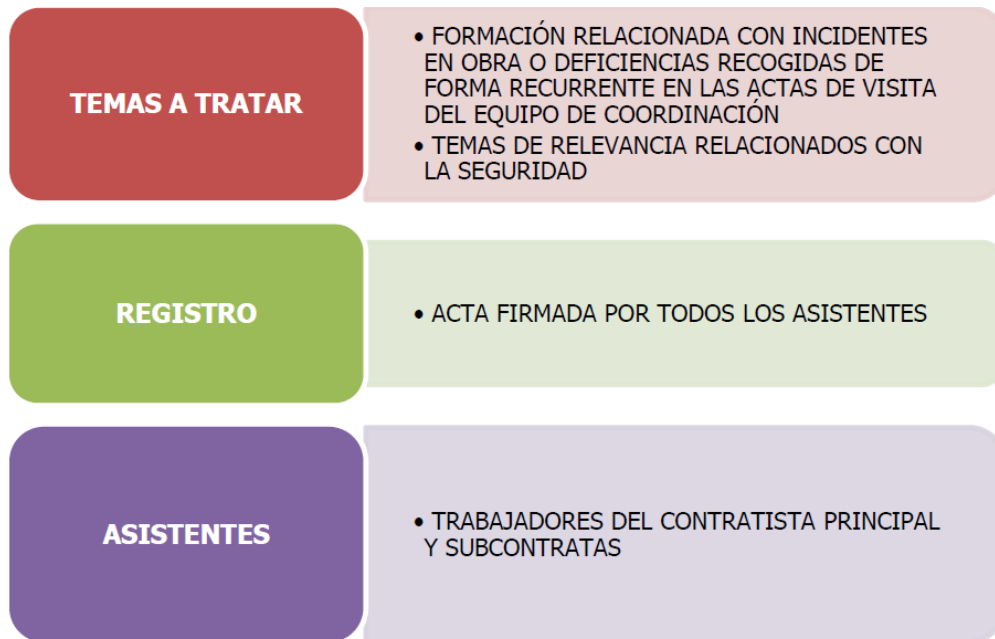 TEMAS A TRATAR
• FORMACIÓN RELACIONADA CON INCIDENTES
EN OBRA O DEFICIENCIAS RECOGIDAS DE
FORMA RECURRENTE EN LAS ACTAS DE VISITA
DEL EQUIPO DE COORDINACIÓN
• TEMAS DE RELEVANCIA RELACIONADOS CON
LA SEGURIDAD
REGISTRO
• ACTA FIRMADA POR TODOS LOS ASISTENTES
ASISTENTES
• TRABAJADORES DEL CONTRATISTA PRINCIPAL
Y SUBCONTRATAS